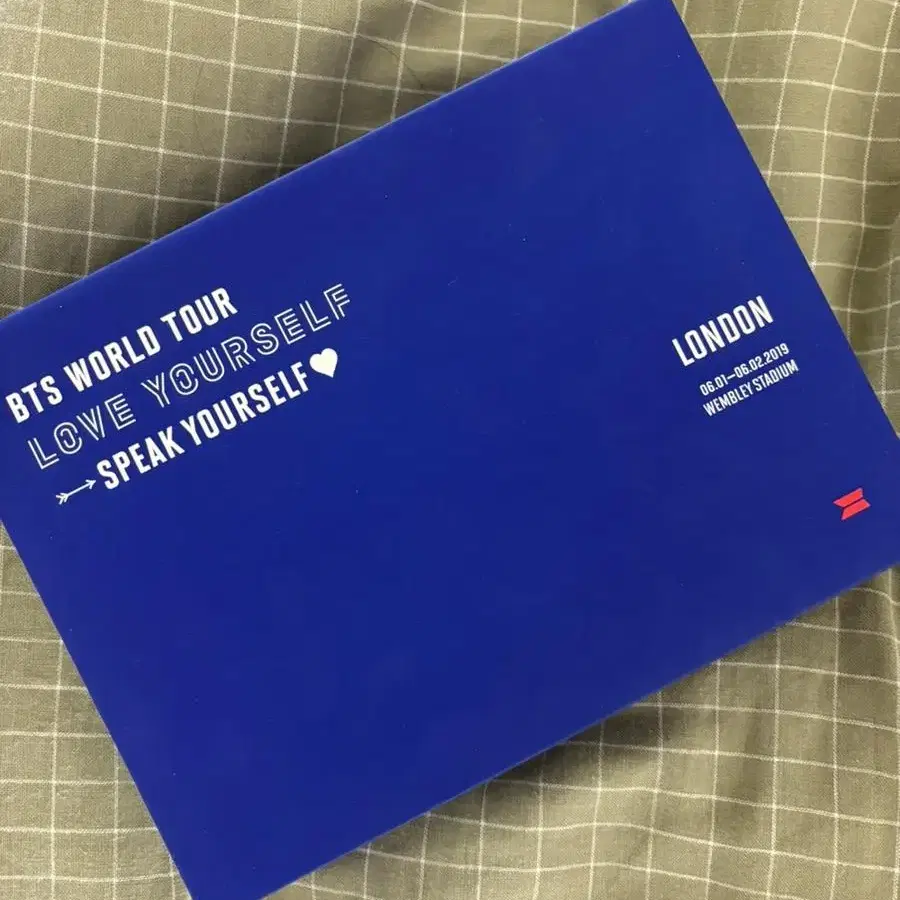 BTS WORLD TOUR
LOVE YOURSELF
SPEAK YOURSELF
LONDON
06.01–06.02.2019
WEMBLEY STADIUM